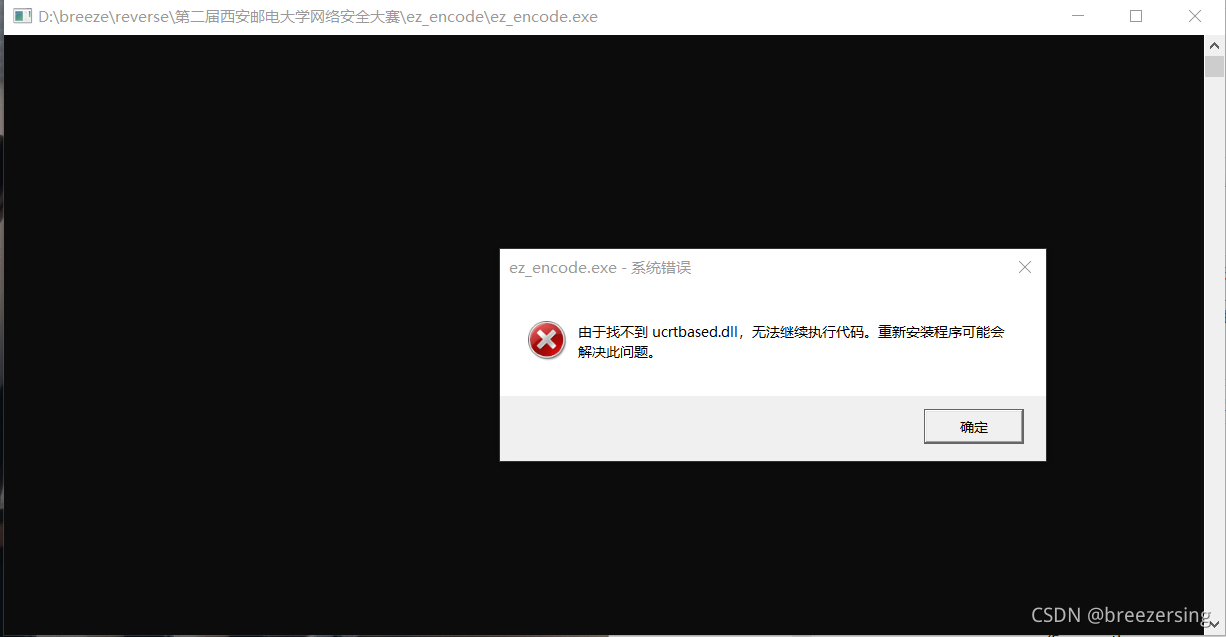 D:\breeze\reverse\第二届西安邮电大学网络安全大赛\ez_encode\ez_encode.exe
ez_encode.exe - 系统错误
由于找不到 ucrtbased.dll，无法继续执行代码。重新安装程序可能会
解决此问题。
确定
CSDN @breezersing